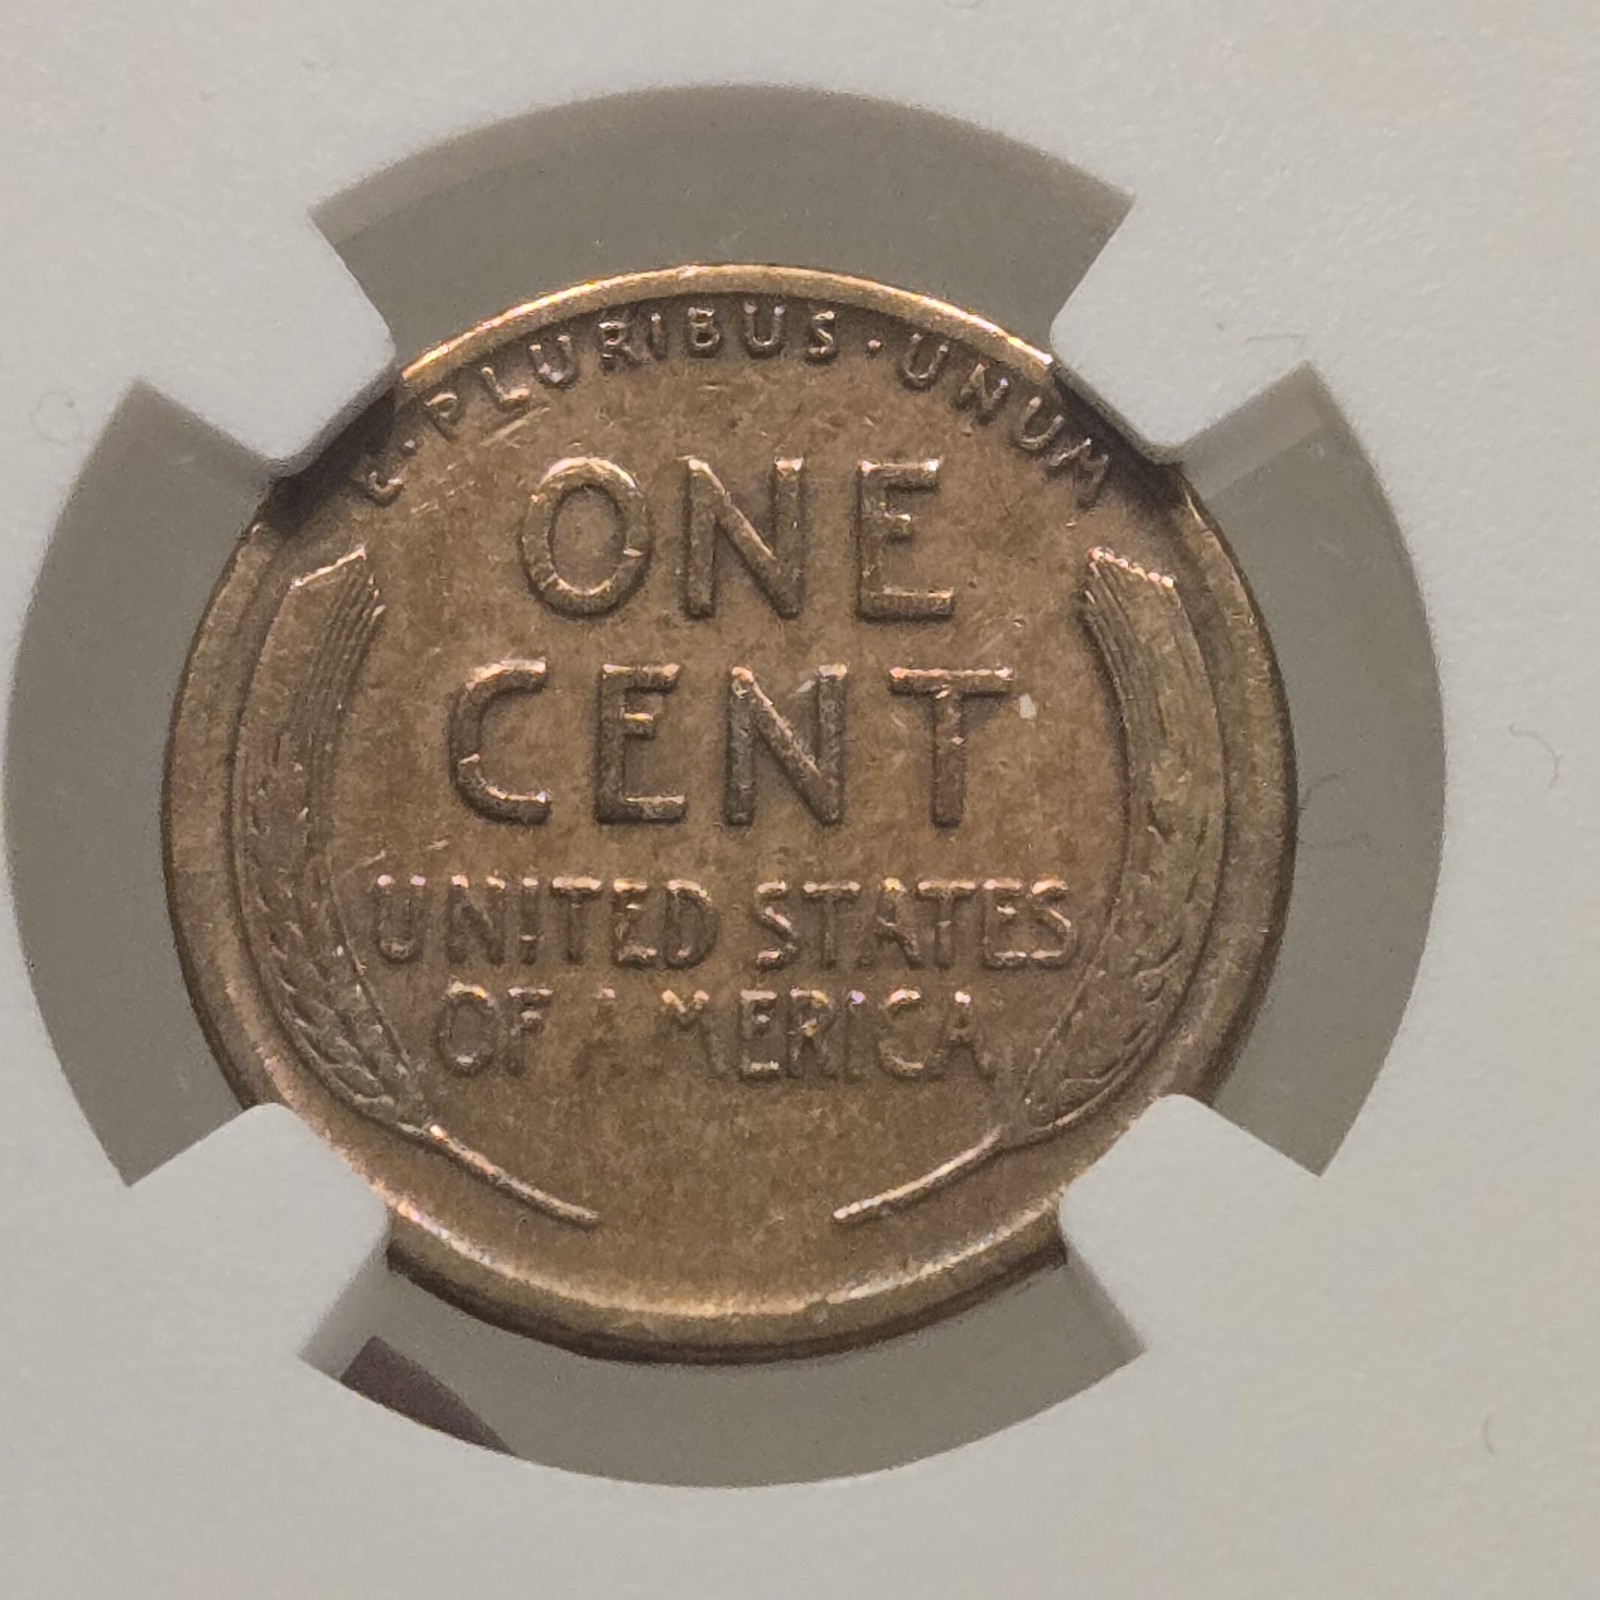 E·PLURIBUS·UNUM
ONE
CENT
UNITED STATES
OF AMERICA